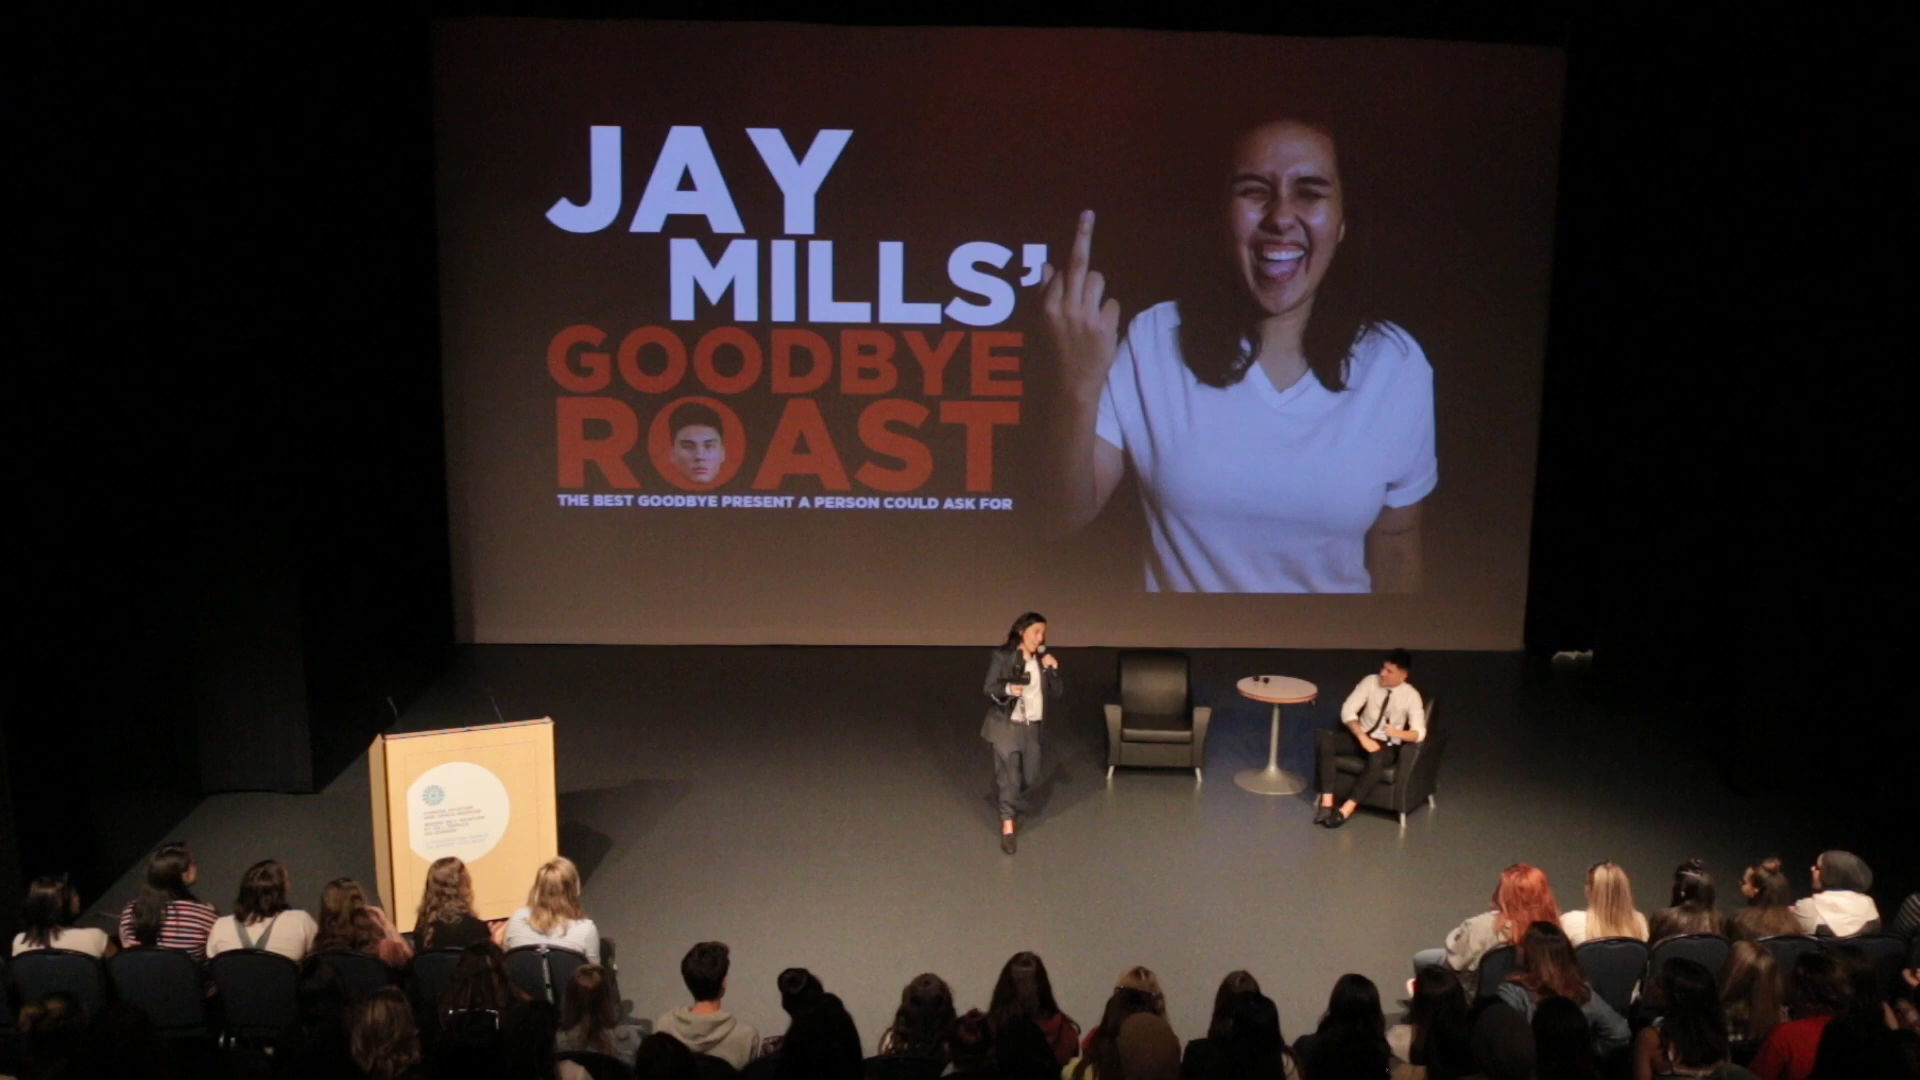 JAY
MILLS'
GOODBYE
ROAST
THE BEST GOODBYE PRESENT A PERSON COULD ASK FOR